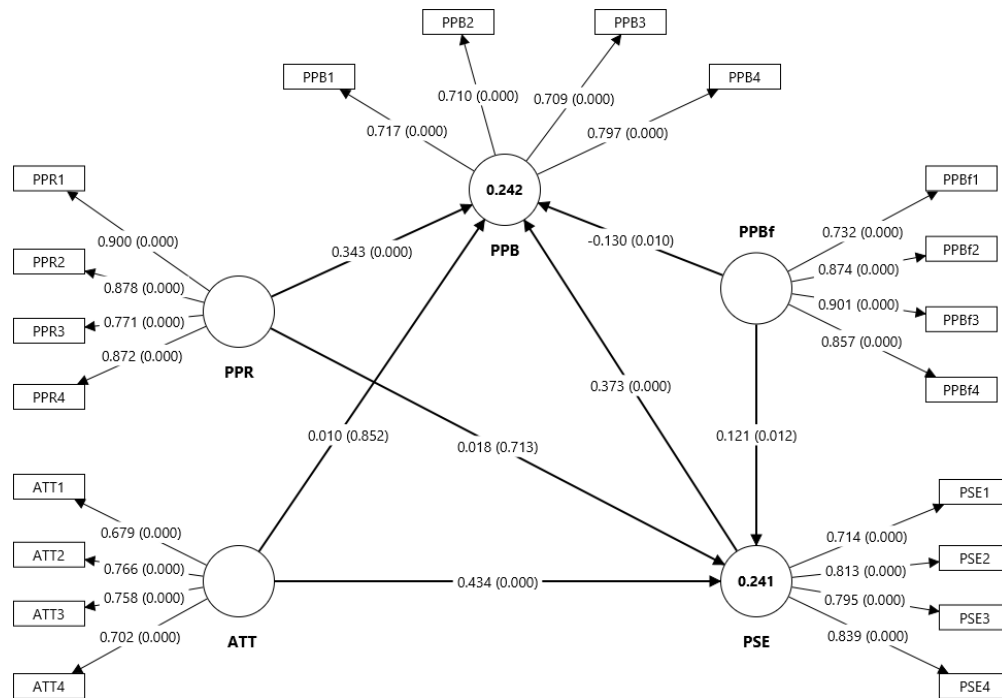 PPB2
PPB3
PPB1
PPB4
0.710 (0.000)
0.709 (0.000)
0.717 (0.000)
0.797 (0.000)
PPR1
0.242
PPBf1
0.900 (0.000)
PPBf
0.732 (0.000)
PPR2
0.343 (0.000)
PPB
-0.130 (0.010)
PPBf2
0.878 (0.000)
0.874 (0.000)
0.771 (0.000)
0.901 (0.000)
PPR3
PPBf3
0.872 (0.000)
0.857 (0.000)
PPR
PPR4
PPBf4
0.373 (0.000)
0.010 (0.852)
0.018 (0.713)
0.121 (0.012)
ATT1
PSE1
0.679 (0.000)
0.714 (0.000)
ATT2
PSE2
0.766 (0.000)
0.813 (0.000)
0.434 (0.000)
0.241
0.758 (0.000)
0.795 (0.000)
ATT3
PSE3
0.702 (0.000)
0.839 (0.000)
ATT
PSE
ATT4
PSE4